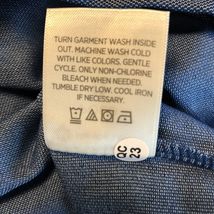 TURN GARMENT WASH INSIDE
OUT. MACHINE WASH COLD
WITH LIKE COLORS. GENTLE
CYCLE. ONLY NON-CHLORINE
BLEACH WHEN NEEDED.
TUMBLE DRY LOW. COOL IRON
IF NECESSARY.
QC
23